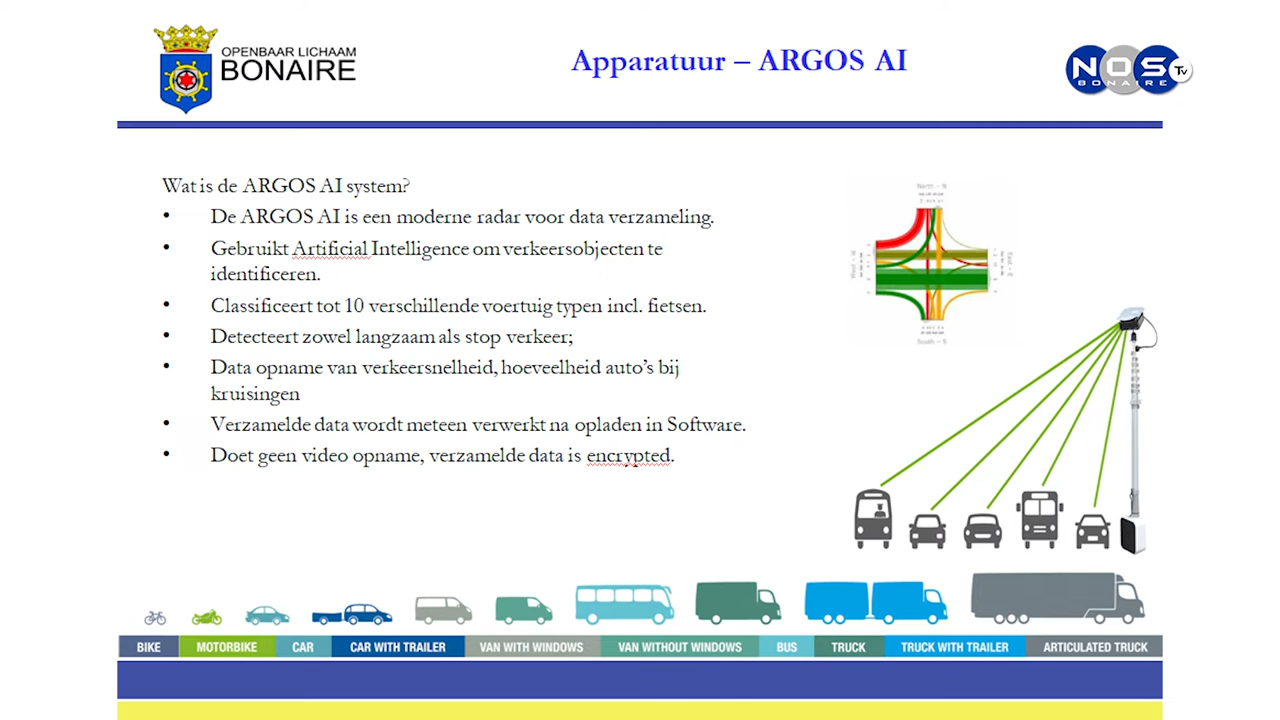 OPENBAAR LICHAAM
BONAIRE
Apparatuur – ARGOS AI
NOS Tv
BONAIRE
Wat is de ARGOS AI system?
• De ARGOS AI is een moderne radar voor data verzameling.
• Gebruikt Artificial Intelligence om verkeersobjecten te
identificeren.
• Classificeert tot 10 verschillende voertuig typen incl. fietsen.
• Detecteert zowel langzaam als stop verkeer;
• Data opname van verkeersnelheid, hoeveelheid auto's bij
kruisingen
• Verzamelde data wordt meteen verwerkt na opladen in Software.
• Doet geen video opname, verzamelde data is encrypted.
North - N
South - S
BIKE
MOTORBIKE
CAR
CAR WITH TRAILER
VAN WITH WINDOWS
VAN WITHOUT WINDOWS
BUS
TRUCK
TRUCK WITH TRAILER
ARTICULATED TRUCK